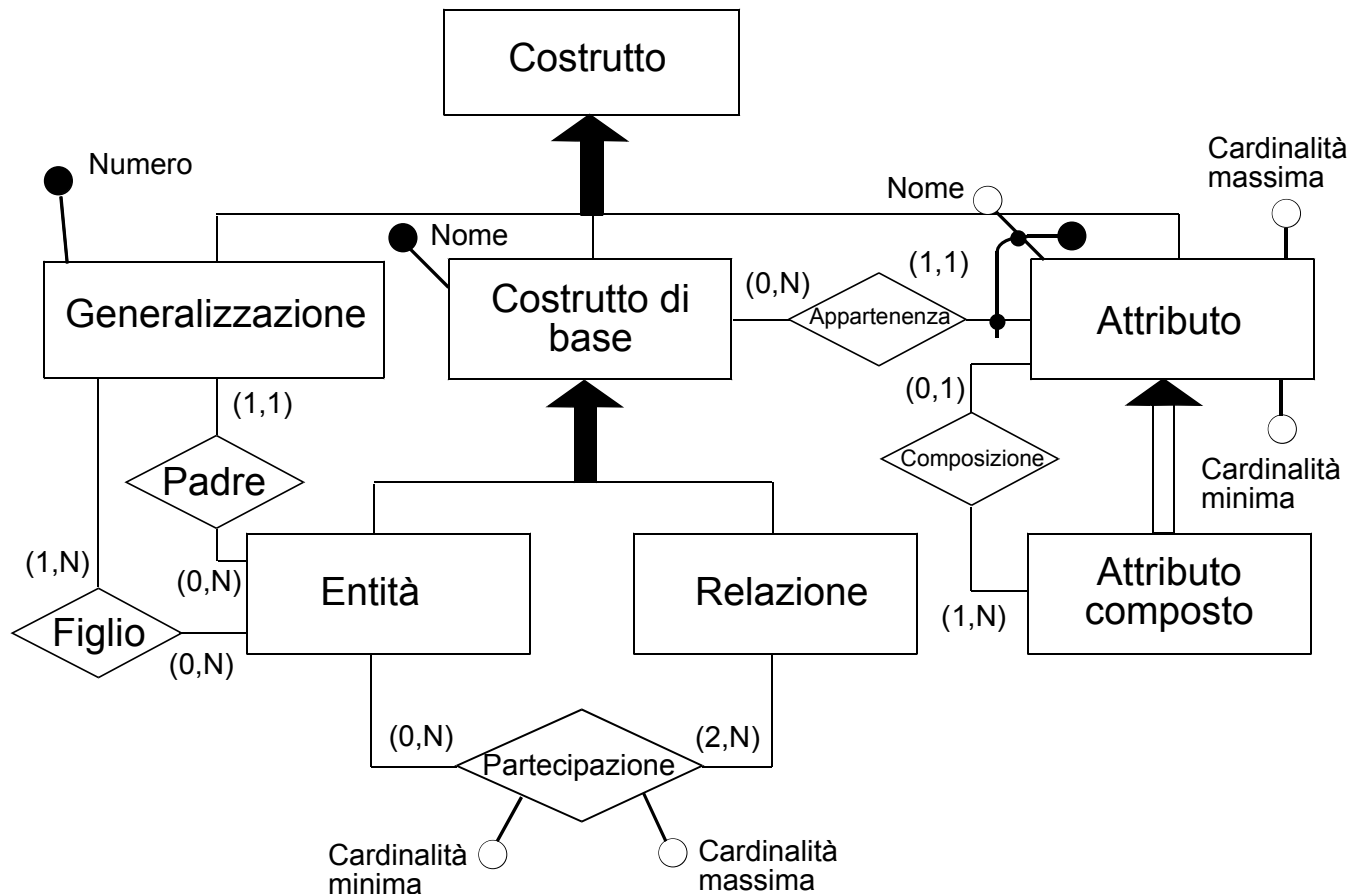 Costrutto
Numero
Nome
Nome
Cardinalità
massima
Generalizzazione
Costrutto di
base
(0,N)
Appartenenza
(1,1)
Attributo
(1,1)
(0,1)
Padre
Composizione
Cardinalità
minima
(1,N)
(0,N)
Entità
Relazione
(1,N)
Attributo
composto
Figlio
(0,N)
(0,N)
Partecipazione
(2,N)
Cardinalità
minima
Cardinalità
massima